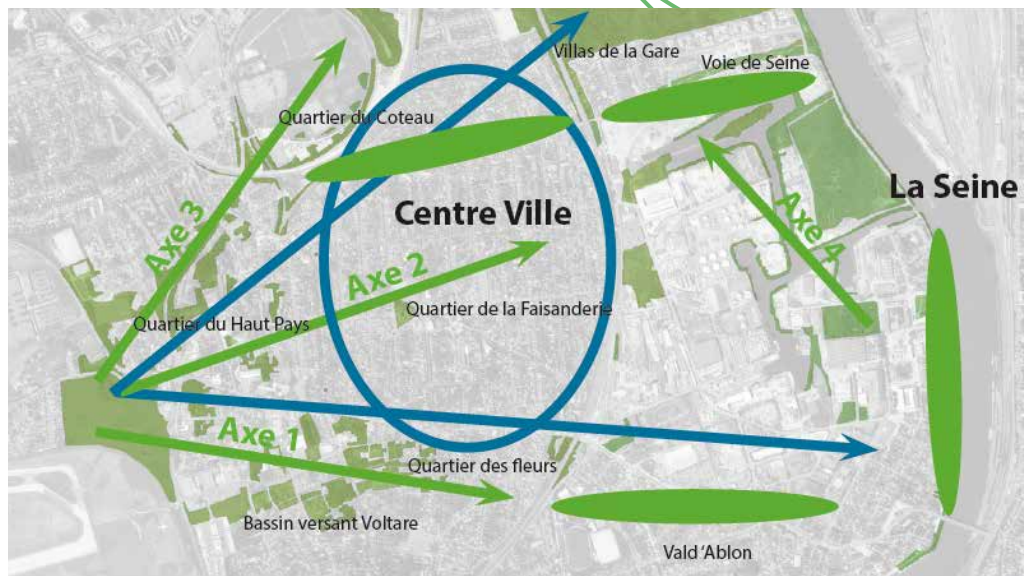 Villas de la Gare
Voie de Seine
Quartier du Coteau
La Seine
Centre Ville
Axe 3
Axe 4
Axe 2
Quartier de la Faisanderie
Quartier du Haut Pays
Axe 1
Quartier des fleurs
Bassin versant Voltare
Vald 'Ablon